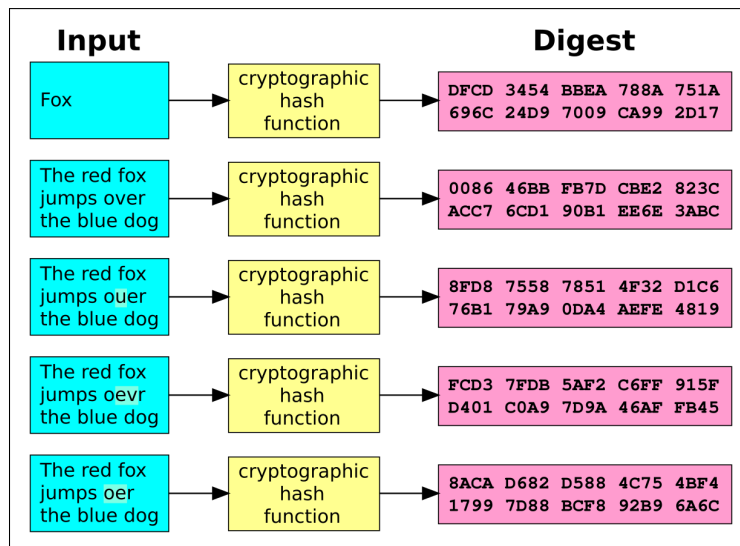 Input
Digest
Fox
cryptographic
hash
function
DFCD 3454 BBEA 788A 751A
696C 24D9 7009 CA99 2D17
The red fox
jumps over
the blue dog
cryptographic
hash
function
0086 46BB FB7D CBE2 823C
ACC7 6CD1 90B1 EE6E 3ABC
The red fox
jumps ouer
the blue dog
cryptographic
hash
function
8FD8 7558 7851 4F32 D1C6
76B1 79A9 0DA4 AEFE 4819
The red fox
jumps oevr
the blue dog
cryptographic
hash
function
FCD3 7FDB 5AF2 C6FF 915F
D401 C0A9 7D9A 46AF FB45
The red fox
jumps oer
the blue dog
cryptographic
hash
function
8ACA D682 D588 4C75 4BF4
1799 7D88 BCF8 92B9 6A6C